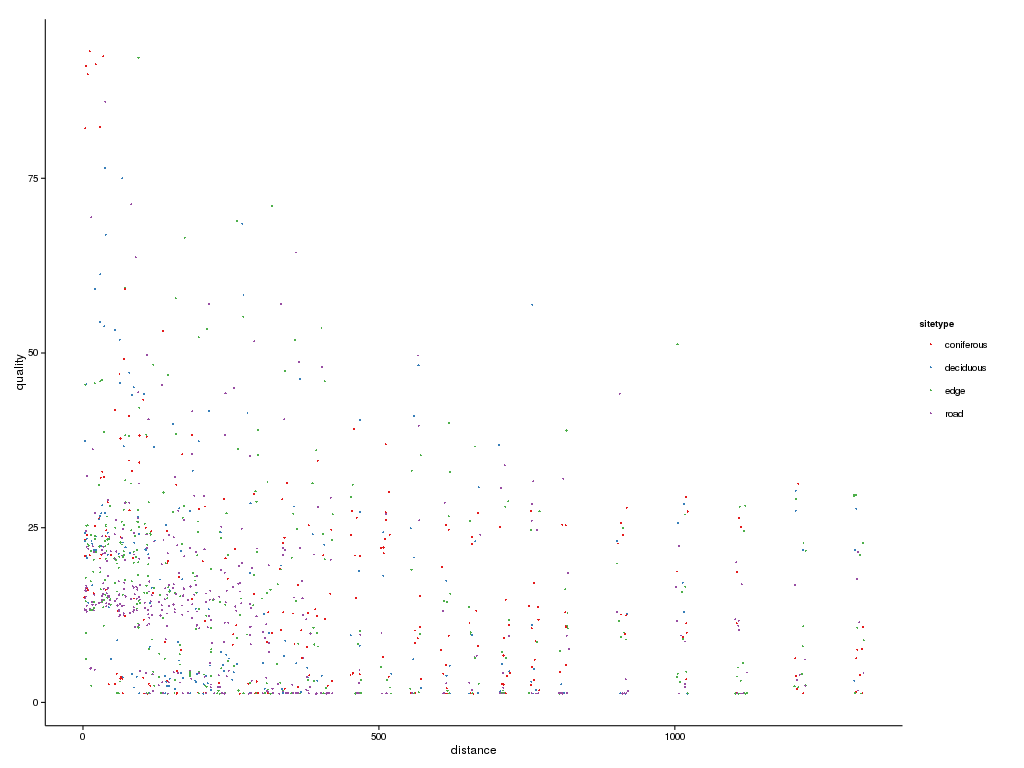 75
50
25
0
quality
0
500
1000
distance
sitetype
coniferous
deciduous
edge
road